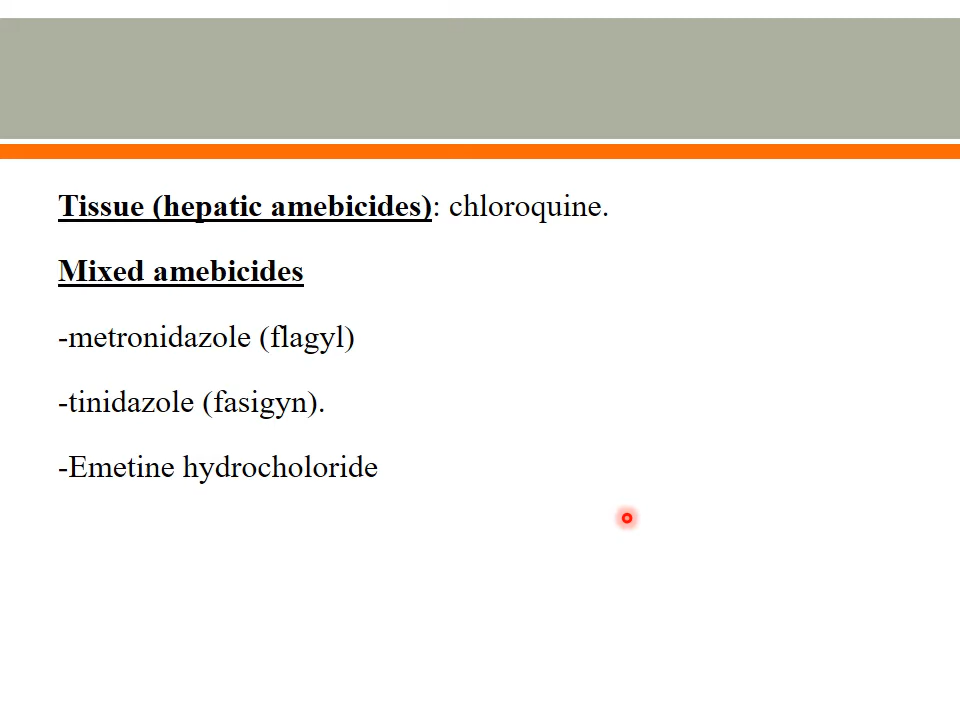 Tissue (hepatic amebicides): chloroquine.
Mixed amebicides
-metronidazole (flagyl)
-tinidazole (fasigyn).
-Emetine hydrocholoride